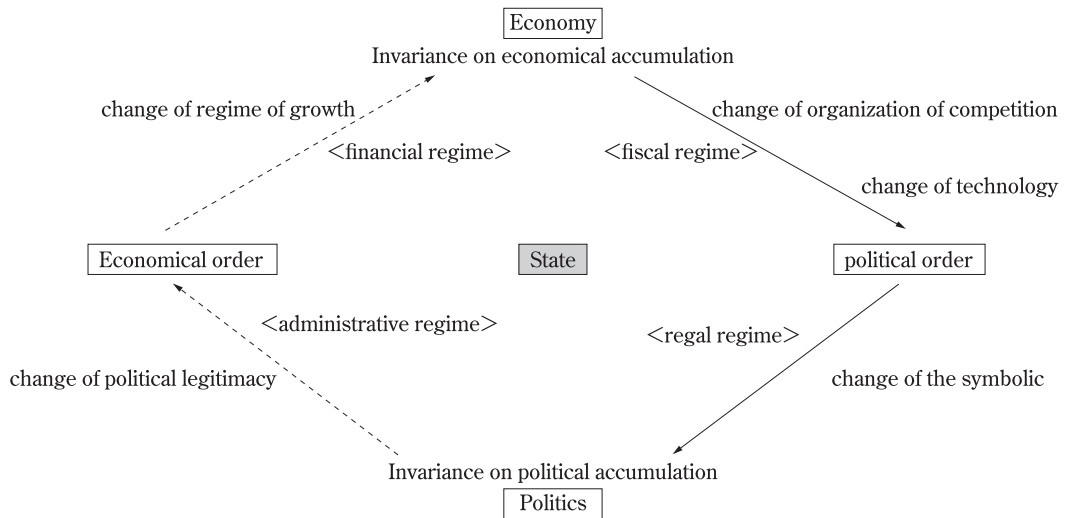 Economy
Invariance on economical accumulation
change of regime of growth
change of organization of competition
<financial regime>
<fiscal regime>
change of technology
Economical order
State
political order
<administrative regime>
<regal regime>
change of political legitimacy
change of the symbolic
Invariance on political accumulation
Politics